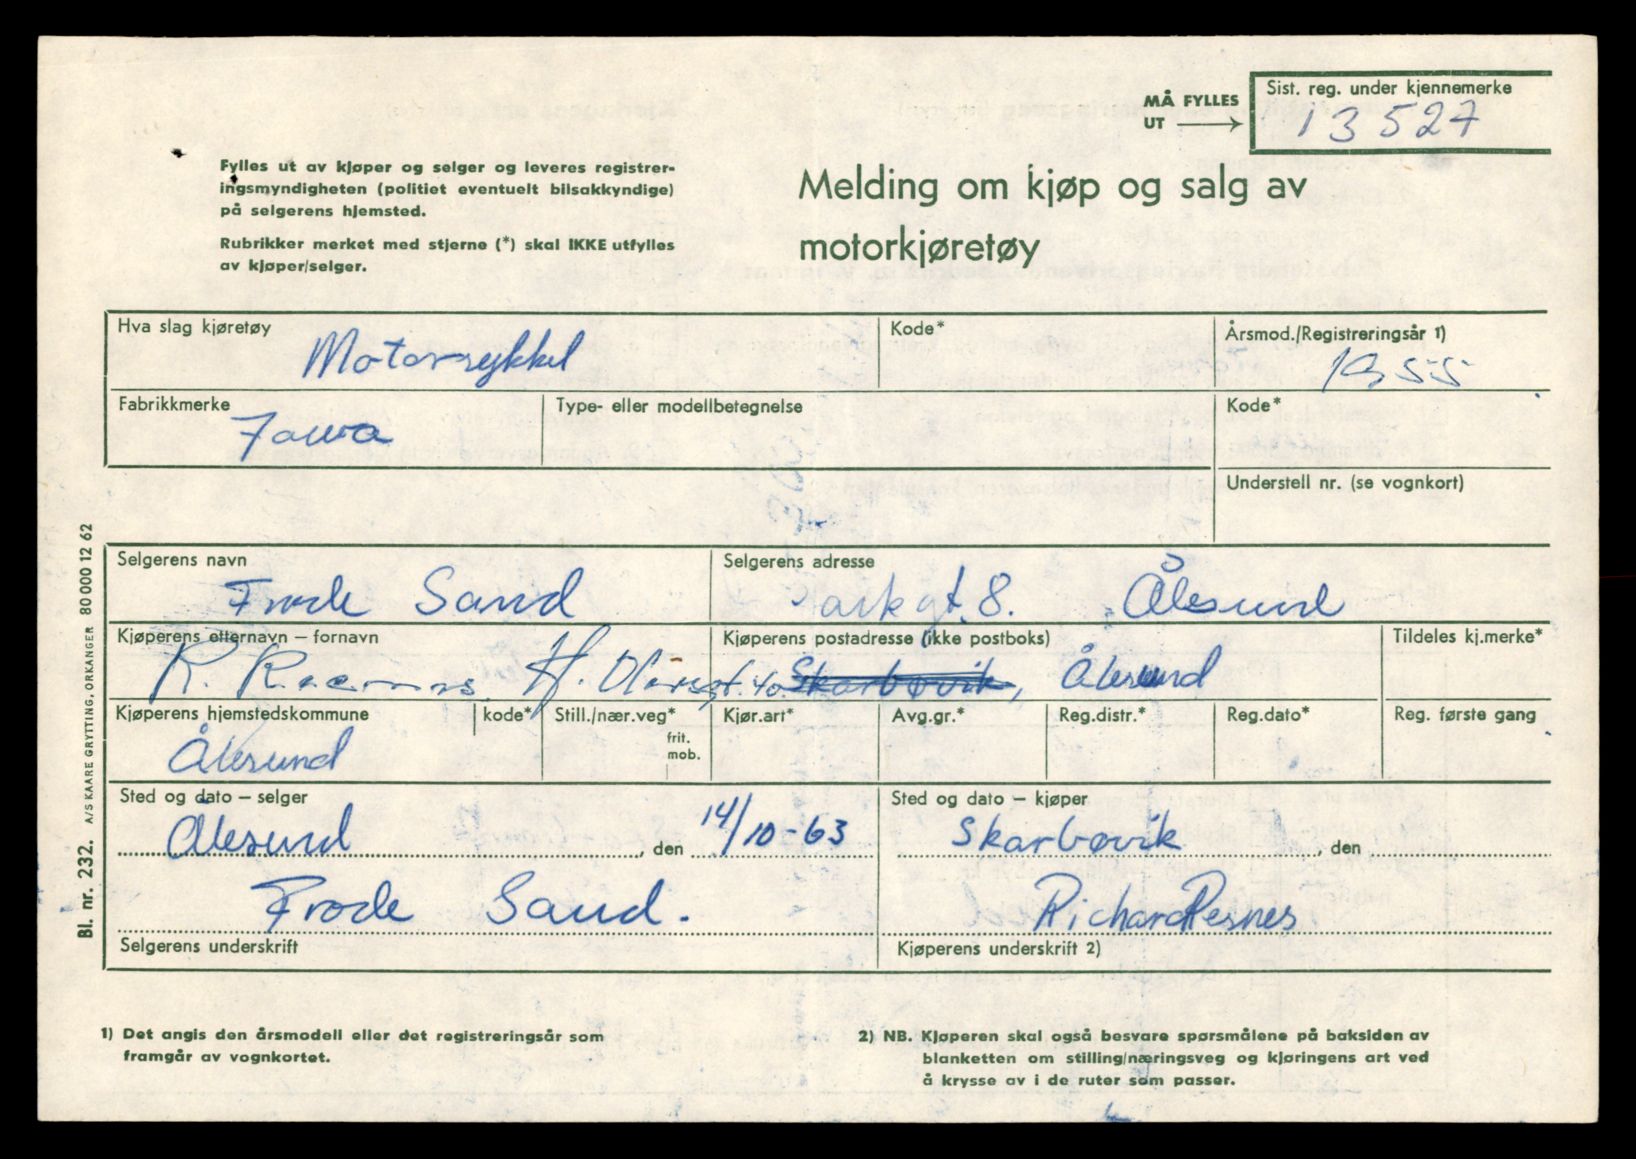 MÅ FYLLES
UT
Sist. reg. under kjennemerke
13527
Fylles ut av kjøper og selger og leveres registrer-
ingsmyndigheten (politiet eventuelt bilsakkyndige)
på selgerens hjemsted.
Rubrikker merket med stjerne (*) skal IKKE utfylles
av kjøper/selger.
Melding om kjøp og salg av
motorkjøretøy
Hva slag kjøretøy
Motorsykkel
Kode*
Årsmod./Registreringsår 1)
1955
Fabrikkmerke
Jawa
Type- eller modellbetegnelse
Kode*
Understell nr. (se vognkort)
Selgerens navn
Frode Sand
Selgerens adresse
Parkgt. 8. Ålesund
Kjøperens etternavn – fornavn
R. H.
Kjøperens postadresse (ikke postboks)
40 Skarbøvik, Ålesund
Tildeles kj.merke*
Kjøperens hjemstedskommune
Ålesund
kode*
Still./nær.veg*
frit.
mob.
Kjør.art*
Avg.gr.*
Reg.distr.*
Reg.dato*
Reg. første gang
Sted og dato – selger
Ålesund, den 14/10-63
Sted og dato – kjøper
Skarbøvik, den
Frode Sand.
Selgerens underskrift
Richard Resnes
Kjøperens underskrift 2)
1) Det angis den årsmodell eller det registreringsår som
framgår av vognkortet.
2) NB. Kjøperen skal også besvare spørsmålene på baksiden av
blanketten om stilling/næringsveg og kjøringens art ved
å krysse av i de ruter som passer.
Bl. nr. 232. A/S KAARE GRYTTING, ORKANGER 80 000 12 62